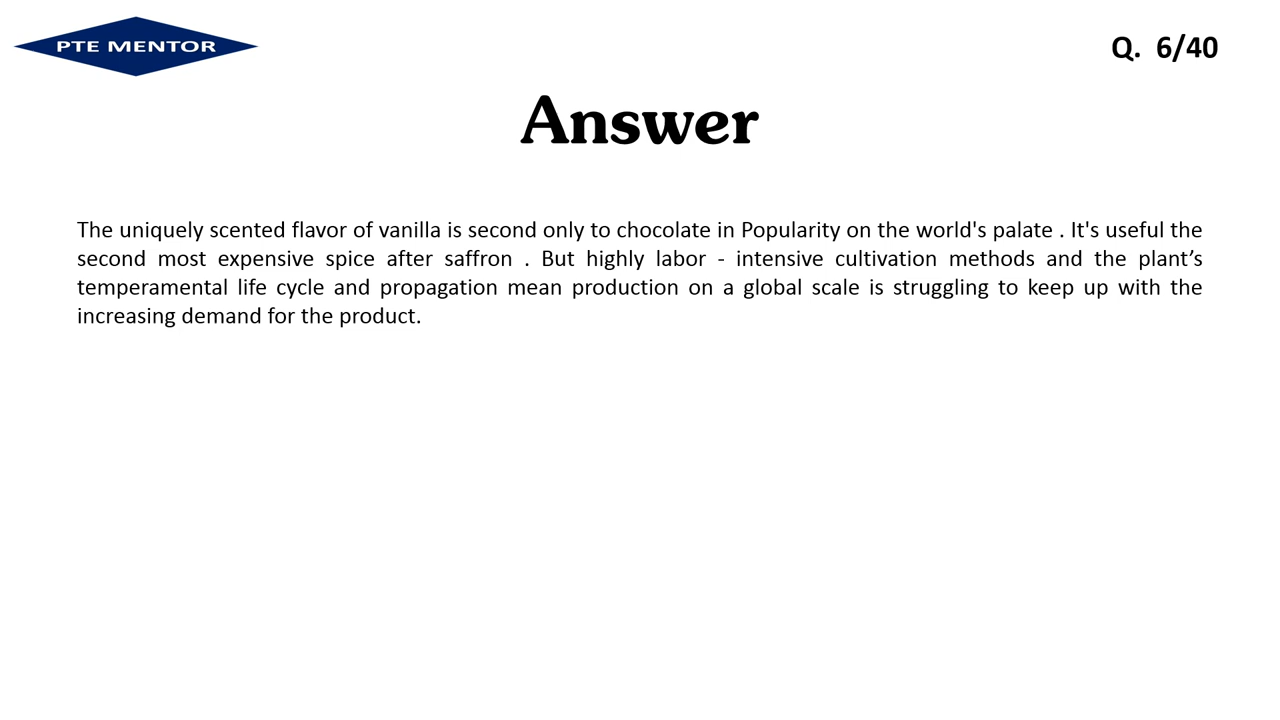 PTE MENTOR
Q. 6/40
Answer
The uniquely scented flavor of vanilla is second only to chocolate in Popularity on the world's palate . It's useful the
second most expensive spice after saffron . But highly labor - intensive cultivation methods and the plant’s
temperamental life cycle and propagation mean production on a global scale is struggling to keep up with the
increasing demand for the product.